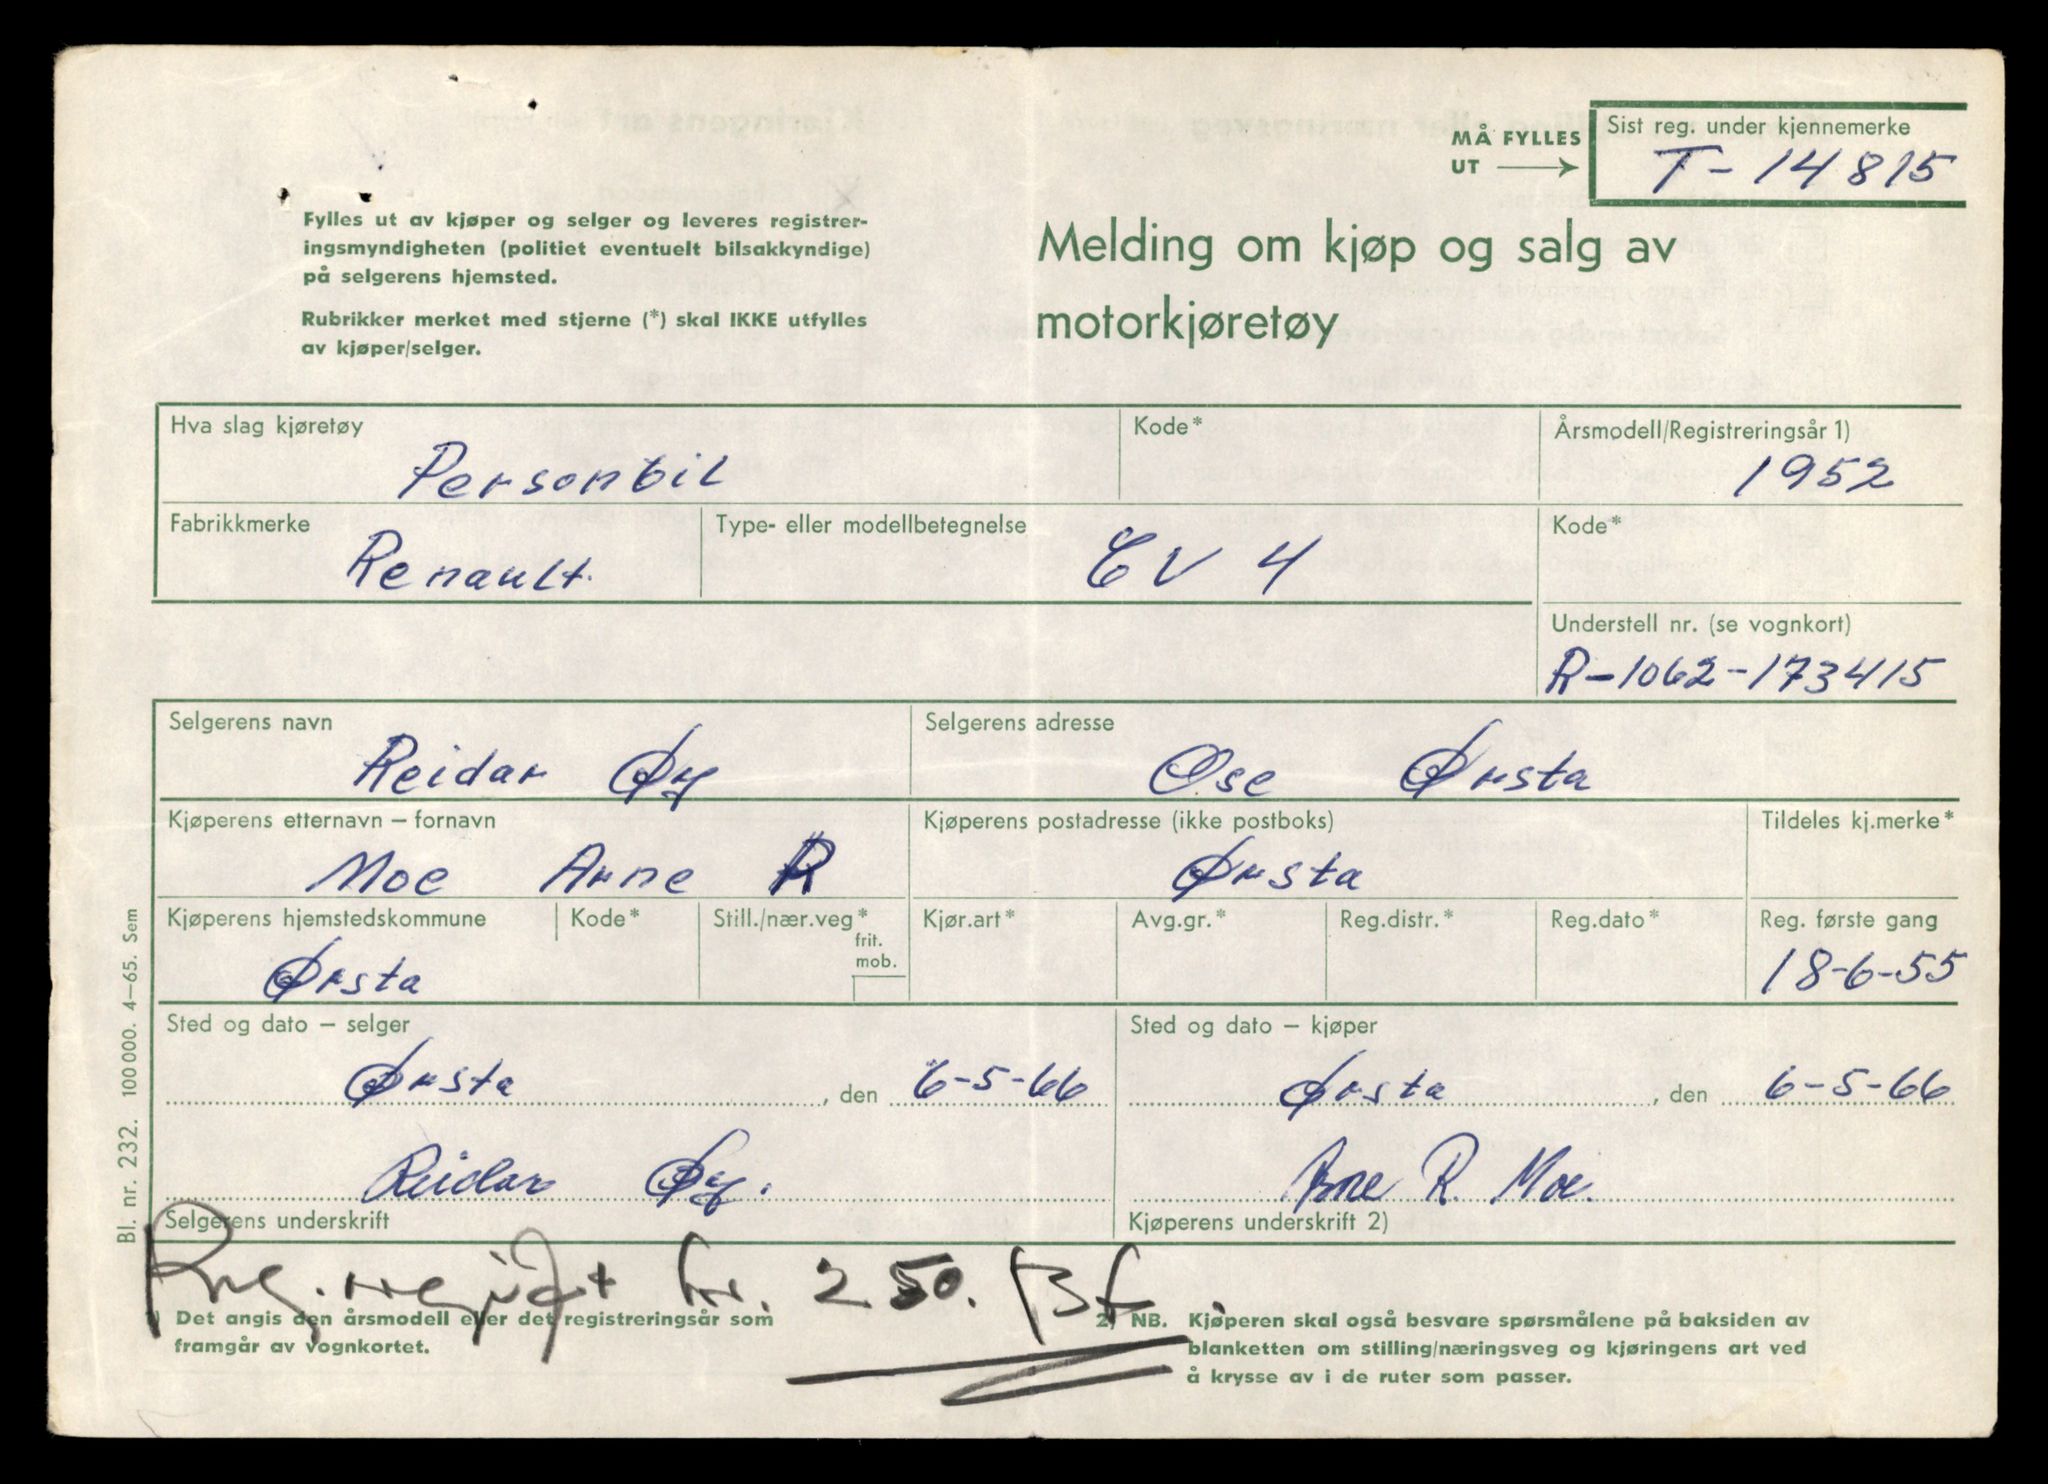 MÅ FYLLES UT
Sist reg. under kjennemerke
T-14815
Fylles ut av kjøper og selger og leveres registrer-
ingsmyndigheten (politiet eventuelt bilsakkyndige)
på selgerens hjemsted.
Rubrikker merket med stjerne (*) skal IKKE utfylles
av kjøper/selger.
Melding om kjøp og salg av
motorkjøretøy
Hva slag kjøretøy
Personbil
Kode*
Årsmodell/Registreringsår 1)
1952
Fabrikkmerke
Renault.
Type- eller modellbetegnelse
CV 4
Kode*
Understell nr. (se vognkort)
R-1062-173415
Selgerens navn
Reidar Øy
Selgerens adresse
Ose Ørsta
Kjøperens etternavn – fornavn
Moe Arne R
Kjøperens postadresse (ikke postboks)
Ørsta
Tildeles kj.merke*
Kjøperens hjemstedskommune
Ørsta
Kode*
Still./nær.veg*
frit.
mob.
Kjør.art*
Avg.gr.*
Reg.distr.*
Reg.dato*
Reg. første gang
18-6-55
Sted og dato – selger
Ørsta, den 6-5-66
Sted og dato – kjøper
Ørsta, den 6-5-66
Reidar Øy.
Selgerens underskrift
Arne R. Moe.
Kjøperens underskrift 2)
Reg. avgift kr. 250.
Det angis den årsmodell eller det registreringsår som
framgår av vognkortet.
2) NB. Kjøperen skal også besvare spørsmålene på baksiden av
blanketten om stilling/næringsveg og kjøringens art ved
å krysse av i de ruter som passer.
Bl. nr. 232. 100 000. 4–65. Sem